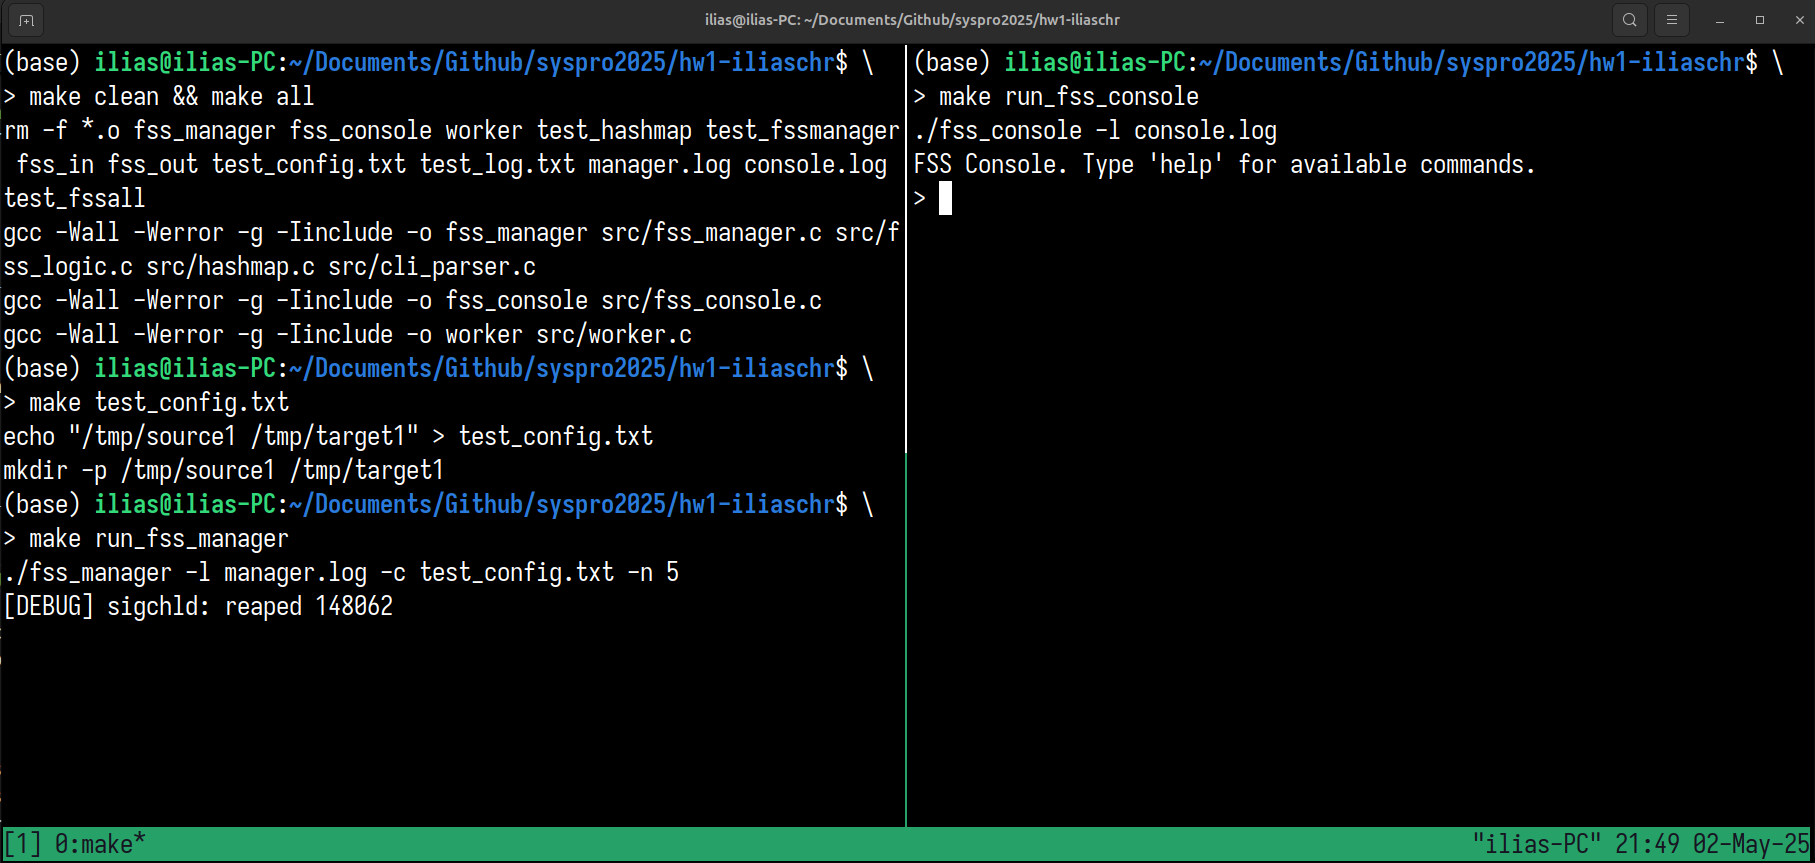 ilias@ilias-PC: ~/Documents/Github/syspro2025/hw1-iliaschr
(base) ilias@ilias-PC:~/Documents/Github/syspro2025/hw1-iliaschr$ \
> make clean && make all
rm -f *.o fss_manager fss_console worker test_hashmap test_fssmanager
 fss_in fss_out test_config.txt test_log.txt manager.log console.log
test_fssall
gcc -Wall -Werror -g -Iinclude -o fss_manager src/fss_manager.c src/f
ss_logic.c src/hashmap.c src/cli_parser.c
gcc -Wall -Werror -g -Iinclude -o fss_console src/fss_console.c
gcc -Wall -Werror -g -Iinclude -o worker src/worker.c
(base) ilias@ilias-PC:~/Documents/Github/syspro2025/hw1-iliaschr$ \
> make test_config.txt
echo "/tmp/source1 /tmp/target1" > test_config.txt
mkdir -p /tmp/source1 /tmp/target1
(base) ilias@ilias-PC:~/Documents/Github/syspro2025/hw1-iliaschr$ \
> make run_fss_manager
./fss_manager -l manager.log -c test_config.txt -n 5
[DEBUG] sigchld: reaped 148062
(base) ilias@ilias-PC:~/Documents/Github/syspro2025/hw1-iliaschr$ \
> make run_fss_console
./fss_console -l console.log
FSS Console. Type 'help' for available commands.
>
[1] 0:make*
"ilias-PC" 21:49 02-May-25